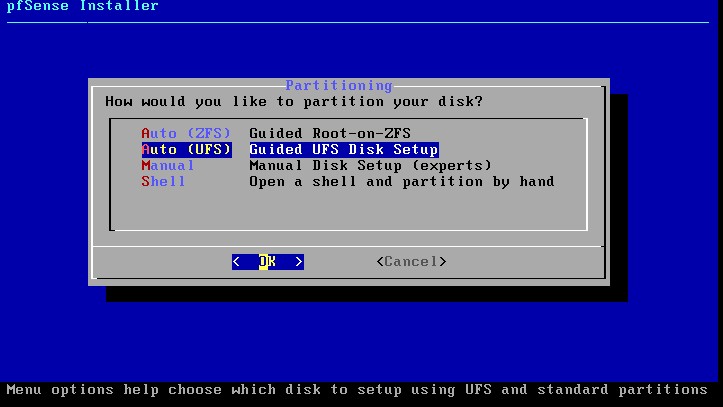 pfSense Installer
Partitioning
How would you like to partition your disk?
Auto (ZFS) Guided Root-on-ZFS
Auto (UFS) Guided UFS Disk Setup
Manual Manual Disk Setup (experts)
Shell Open a shell and partition by hand
< OK > <Cancel>
Menu options help choose which disk to setup using UFS and standard partitions